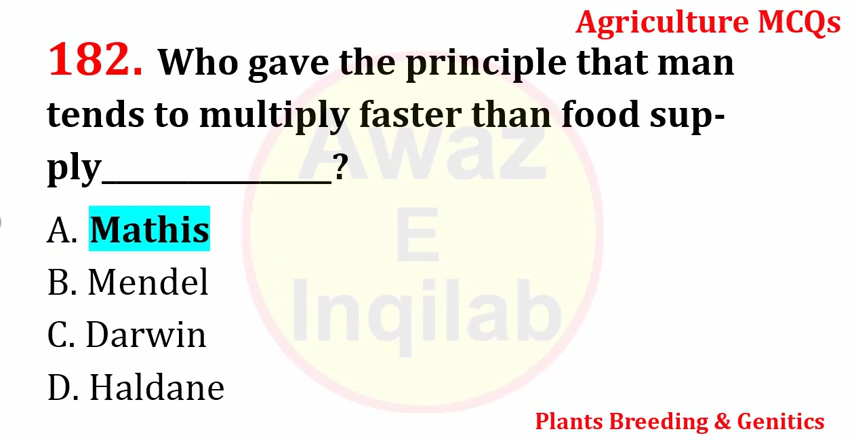 Agriculture MCQs
182. Who gave the principle that man
tends to multiply faster than food sup-
ply________________?
A. Mathis
B. Mendel
C. Darwin
D. Haldane
Awaz
E
Inqilab
Plants Breeding & Genitics